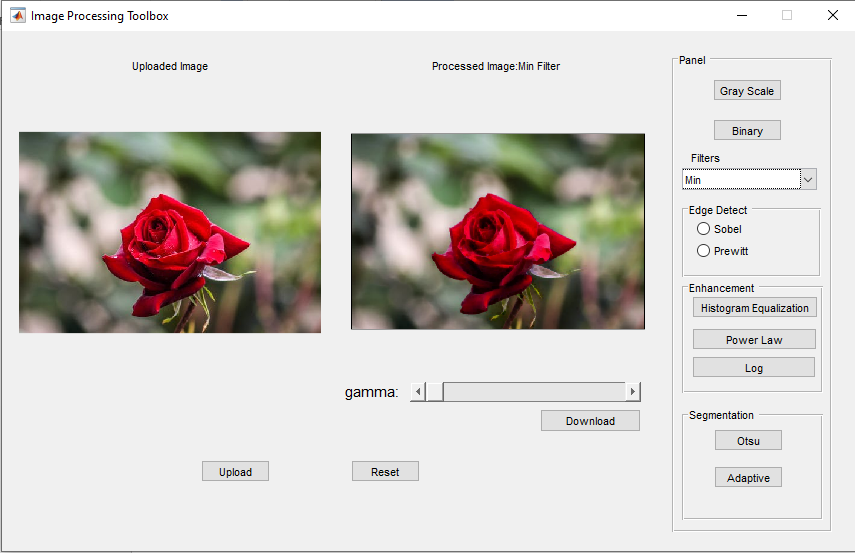 Image Processing Toolbox
Uploaded Image
Processed Image:Min Filter
Panel
Gray Scale
Binary
Filters
Min
Edge Detect
Sobel
Prewitt
Enhancement
Histogram Equalization
Power Law
Log
gamma:
Download
Segmentation
Otsu
Adaptive
Upload
Reset